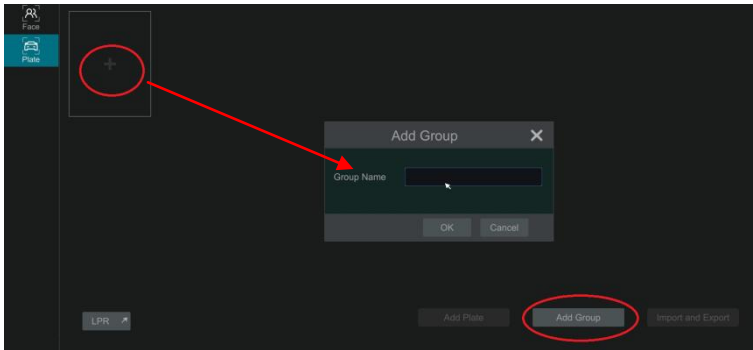 Face
Plate
Add Group
Group Name
OK Cancel
LPR
Add Plate Add Group Import and Export